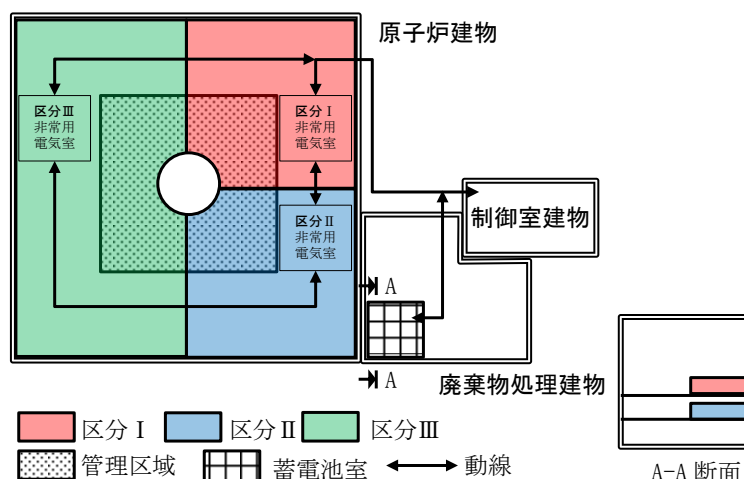 原子炉建物
区分Ⅲ
非常用
電気室
区分Ⅰ
非常用
電気室
区分Ⅱ
非常用
電気室
制御室建物
A
A
廃棄物処理建物
区分Ⅰ
区分Ⅱ
区分Ⅲ
管理区域
蓄電池室
動線
A-A 断面